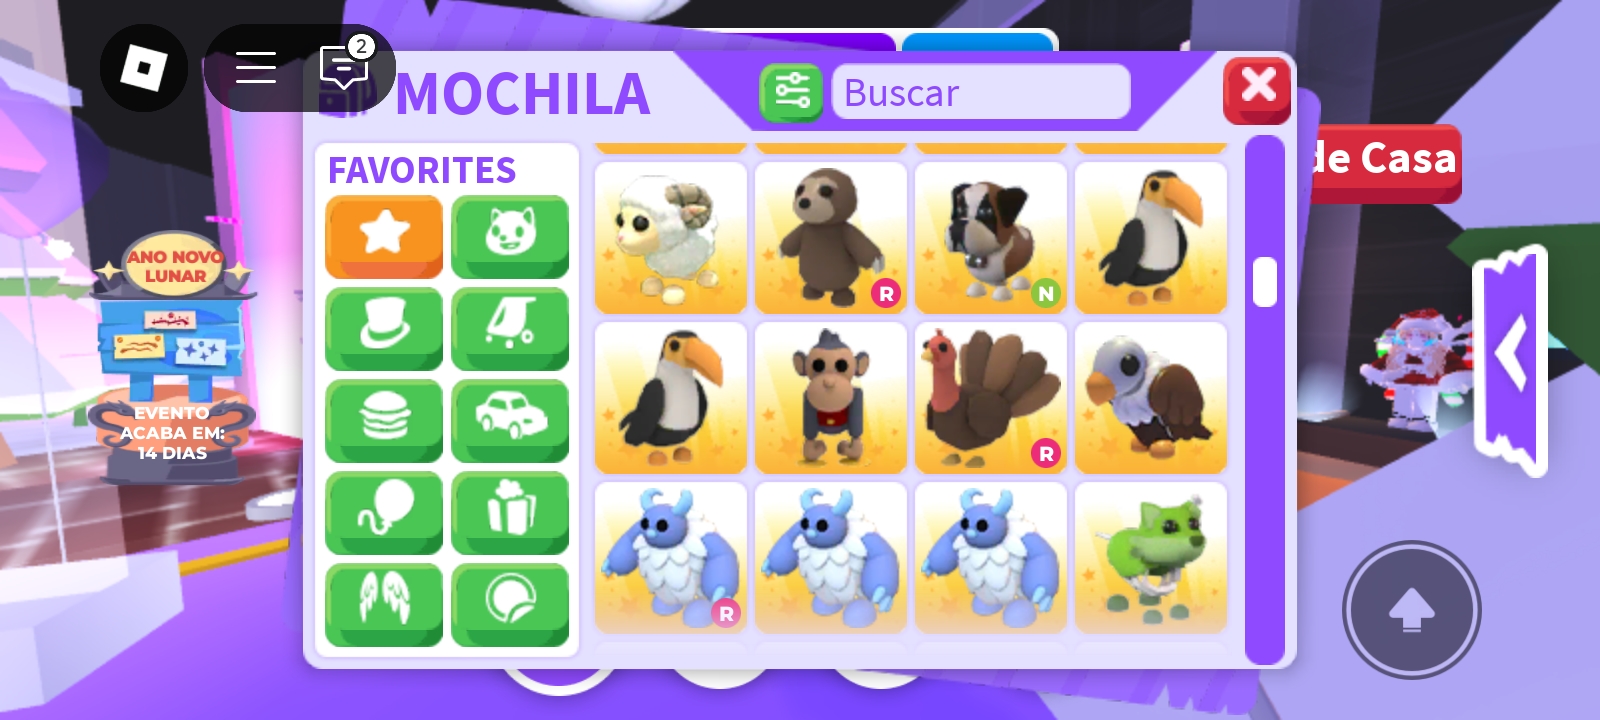 2
MOCHILA
Buscar
de Casa
FAVORITES
ANO NOVO
LUNAR
EVENTO
ACABA EM:
14 DIAS
R
N
R
R